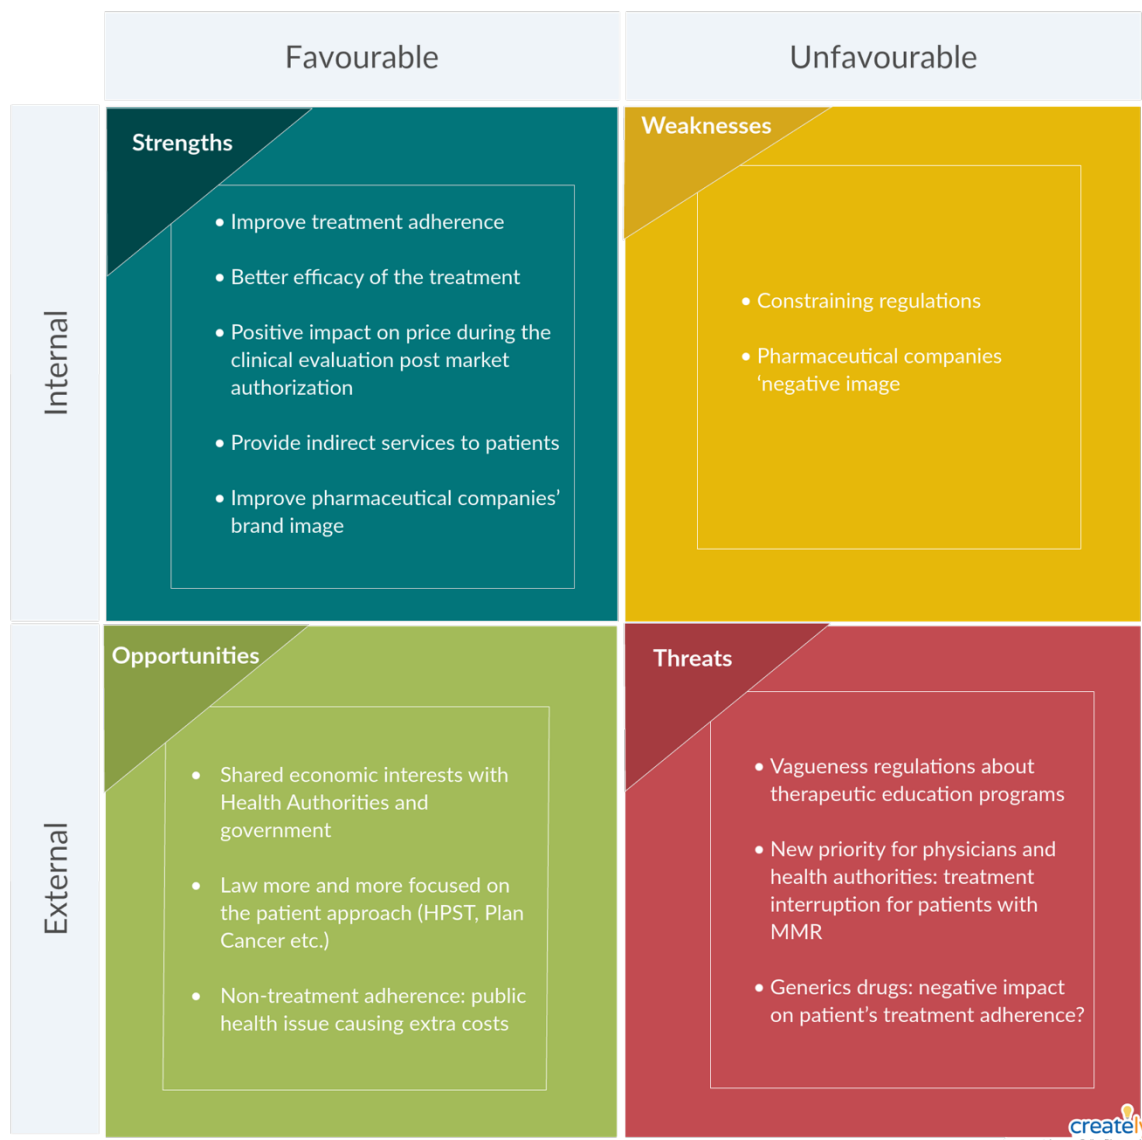 Favourable
Unfavourable
Internal
Strengths
• Improve treatment adherence
• Better efficacy of the treatment
• Positive impact on price during the
clinical evaluation post market
authorization
• Provide indirect services to patients
• Improve pharmaceutical companies’
brand image
Weaknesses
• Constraining regulations
• Pharmaceutical companies
‘negative image
External
Opportunities
• Shared economic interests with
Health Authorities and
government
• Law more and more focused on
the patient approach (HPST, Plan
Cancer etc.)
• Non-treatment adherence: public
health issue causing extra costs
Threats
• Vagueness regulations about
therapeutic education programs
• New priority for physicians and
health authorities: treatment
interruption for patients with
MMR
• Generics drugs: negative impact
on patient’s treatment adherence?
create